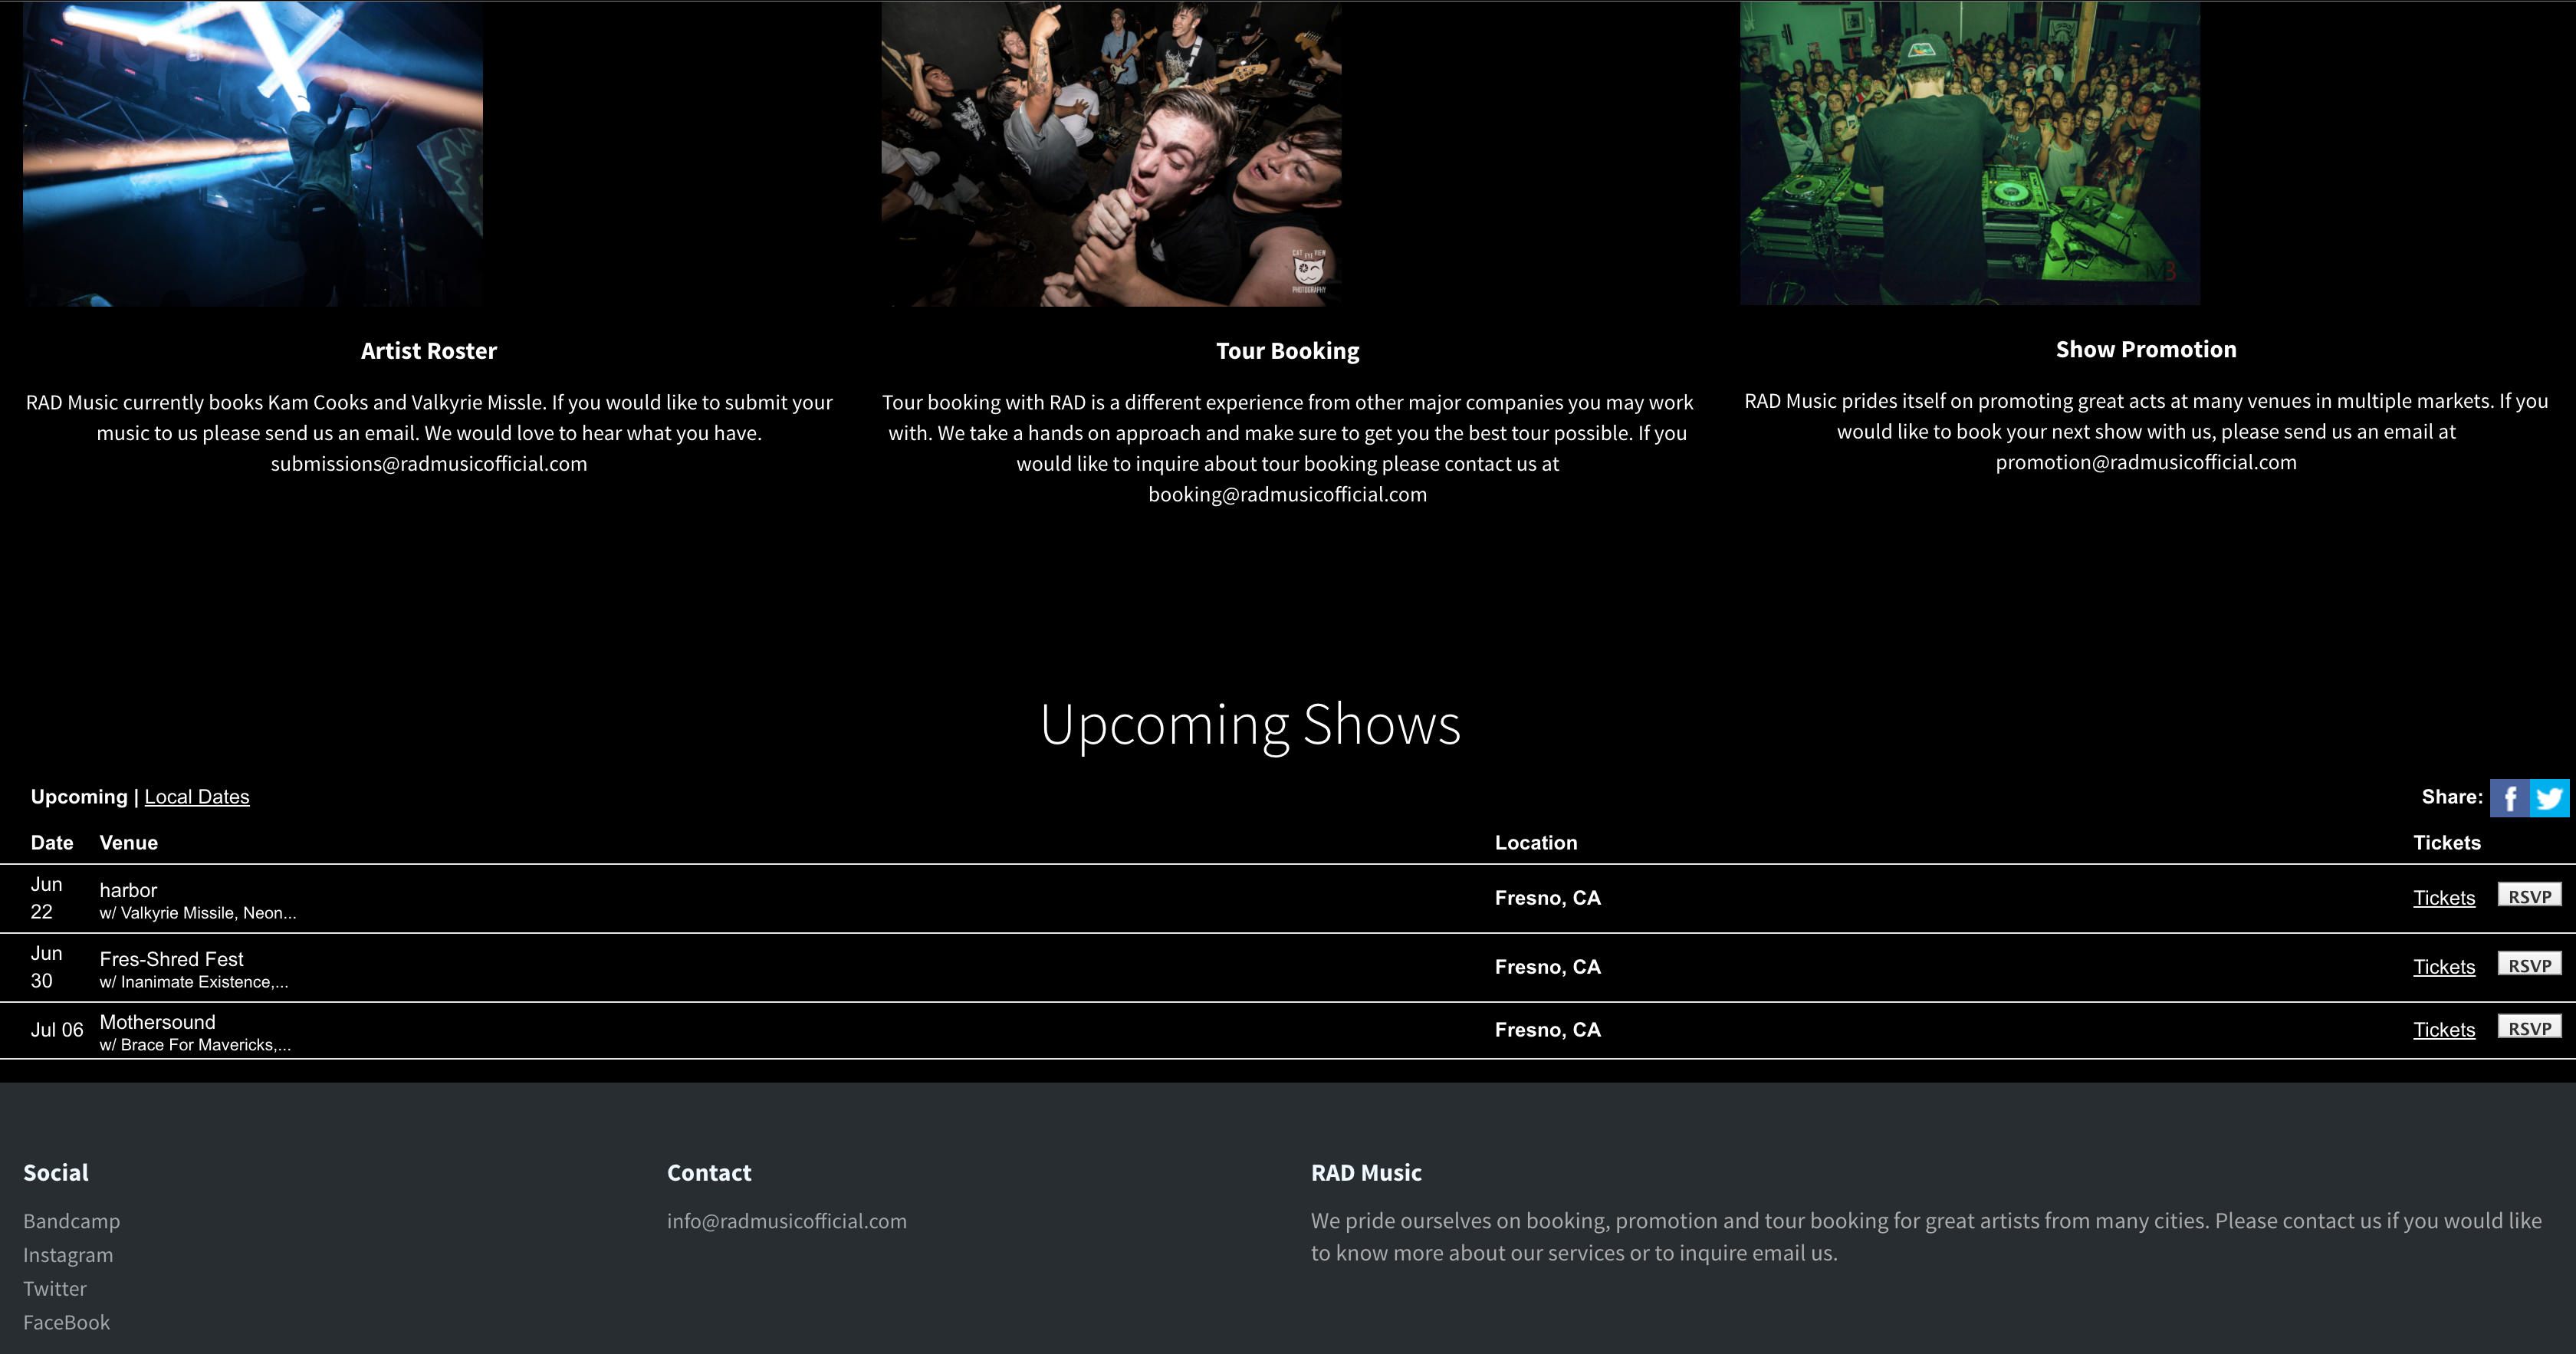 CAT EYE VIEW
PHOTOGRAPHY
Artist Roster
RAD Music currently books Kam Cooks and Valkyrie Missle. If you would like to submit your
music to us please send us an email. We would love to hear what you have.
submissions@radmusicofficial.com
Tour Booking
Tour booking with RAD is a different experience from other major companies you may work
with. We take a hands on approach and make sure to get you the best tour possible. If you
would like to inquire about tour booking please contact us at
booking@radmusicofficial.com
Show Promotion
RAD Music prides itself on promoting great acts at many venues in multiple markets. If you
would like to book your next show with us, please send us an email at
promotion@radmusicofficial.com
Upcoming Shows
Upcoming | Local Dates
Share:
Date Venue Location Tickets
Jun
22
harbor
w/ Valkyrie Missile, Neon...
Fresno, CA
Tickets RSVP
Jun
30
Fres-Shred Fest
w/ Inanimate Existence,...
Fresno, CA
Tickets RSVP
Jul 06
Mothersound
w/ Brace For Mavericks,...
Fresno, CA
Tickets RSVP
Social
Bandcamp
Instagram
Twitter
FaceBook
Contact
info@radmusicofficial.com
RAD Music
We pride ourselves on booking, promotion and tour booking for great artists from many cities. Please contact us if you would like
to know more about our services or to inquire email us.